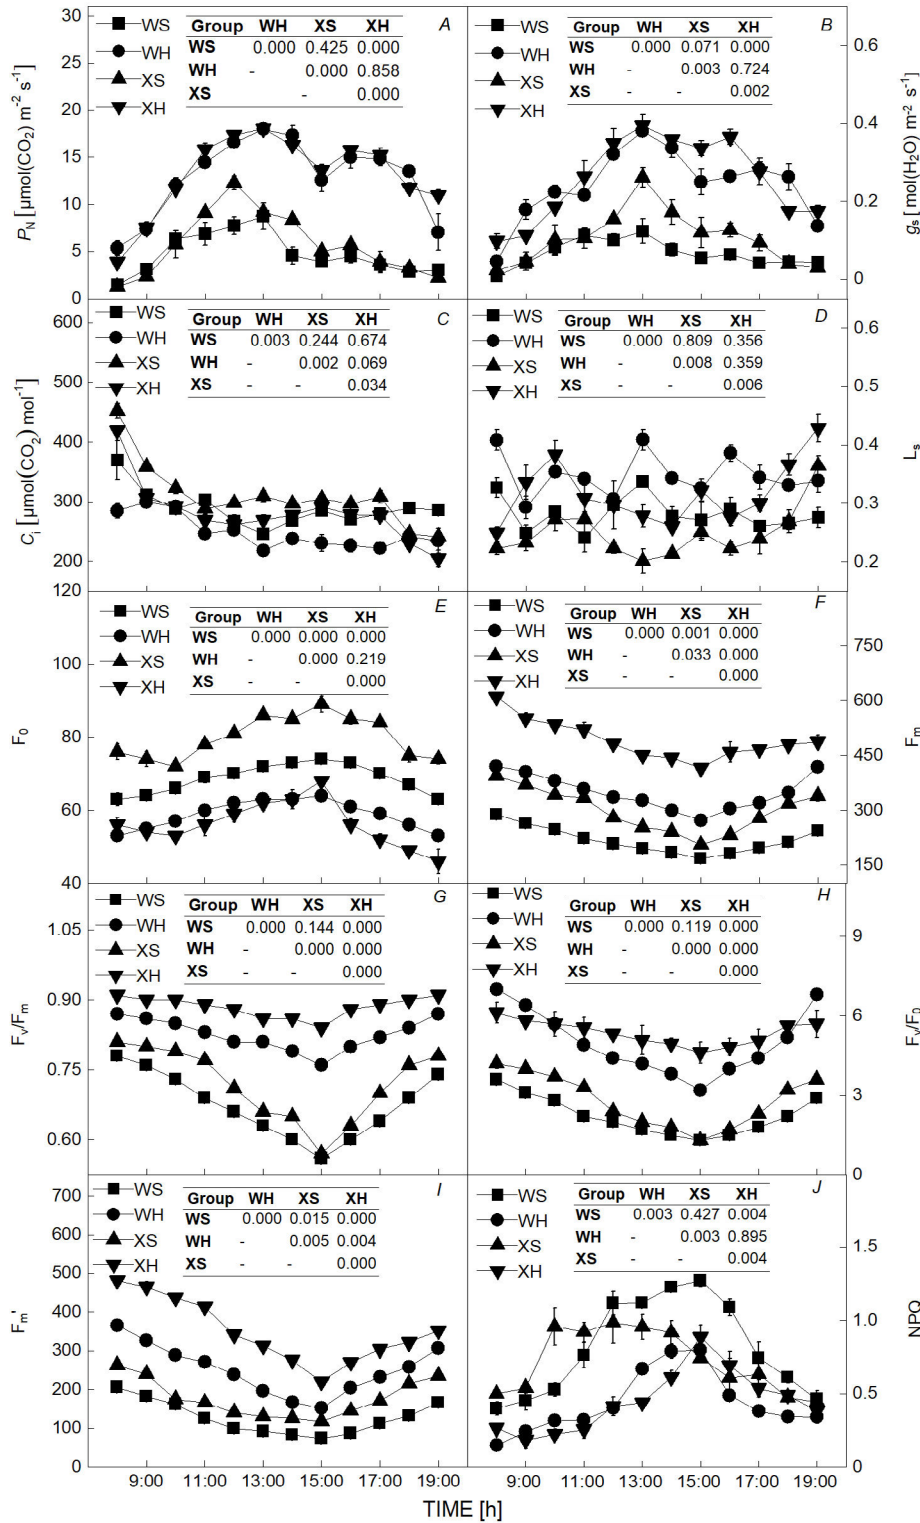 A
WS
WH
XS
XH
Group WH XS XH
WS 0.000 0.425 0.000
WH - 0.000 0.858
XS - 0.000
30
25
20
15
10
5
0
P_N [µmol(CO₂) m⁻² s⁻¹]
B
WS
WH
XS
XH
Group WH XS XH
WS 0.000 0.071 0.000
WH - 0.003 0.724
XS - - 0.002
0.6
0.4
0.2
0
g_s [mol(H₂O) m⁻² s⁻¹]
C
WS
WH
XS
XH
Group WH XS XH
WS 0.003 0.244 0.674
WH - 0.002 0.069
XS - - 0.034
600
500
400
300
200
120
C_i [µmol(CO₂) mol⁻¹]
D
WS
WH
XS
XH
Group WH XS XH
WS 0.000 0.809 0.356
WH - 0.008 0.359
XS - - 0.006
0.6
0.5
0.4
0.3
0.2
L_s
E
WS
WH
XS
XH
Group WH XS XH
WS 0.000 0.000 0.000
WH - 0.000 0.219
XS - - 0.000
100
80
60
40
F₀
F
WS
WH
XS
XH
Group WH XS XH
WS 0.000 0.001 0.000
WH - 0.033 0.000
XS - - 0.000
750
600
450
300
150
F_m
G
WS
WH
XS
XH
Group WH XS XH
WS 0.000 0.144 0.000
WH - 0.000 0.000
XS - - 0.000
1.05
0.90
0.75
0.60
F_v/F_m
H
WS
WH
XS
XH
Group WH XS XH
WS 0.000 0.119 0.000
WH - 0.000 0.000
XS - - 0.000
9
6
3
0
F_v/F₀
I
WS
WH
XS
XH
Group WH XS XH
WS 0.000 0.015 0.000
WH - 0.005 0.004
XS - - 0.000
700
600
500
400
300
200
100
0
F_m'
J
WS
WH
XS
XH
Group WH XS XH
WS 0.003 0.427 0.004
WH - 0.003 0.895
XS - - 0.004
1.5
1.0
0.5
0
NPQ
9:00 11:00 13:00 15:00 17:00 19:00
9:00 11:00 13:00 15:00 17:00 19:00
TIME [h]